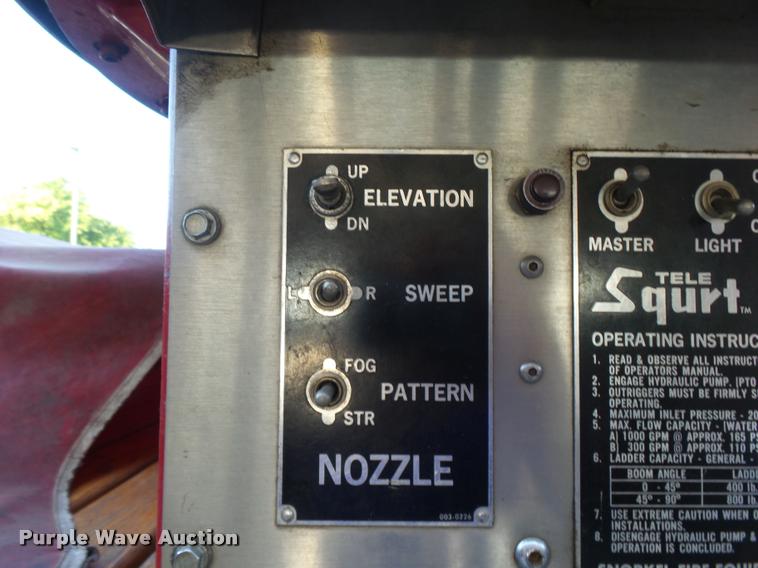 UP
ELEVATION
DN
L R SWEEP
FOG
PATTERN
STR
NOZZLE
003-0226
MASTER LIGHT
TELE
Squrt TM
OPERATING INSTRUC
1. READ & OBSERVE ALL INSTRUCT
OF OPERATORS MANUAL.
2. ENGAGE HYDRAULIC PUMP. (PTO
3. OUTRIGGERS MUST BE FIRMLY S
OPERATING.
4. MAXIMUM INLET PRESSURE - 20
5. MAX. FLOW CAPACITY - (WATER
A) 1000 GPM @ APPROX. 165 PS
B) 300 GPM @ APPROX. 110 PS
6. LADDER CAPACITY - GENERAL -
BOOM ANGLE LADD
0 - 45° 400 lb.
45° - 90° 800 lb.
7. USE EXTREME CAUTION WHEN O
INSTALLATIONS.
8. DISENGAGE HYDRAULIC PUMP &
OPERATION IS CONCLUDED.
SNORKEL FIRE EQUIP
Purple Wave Auction